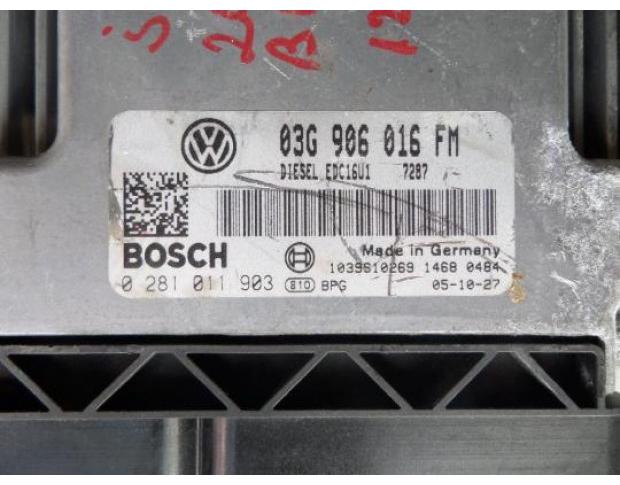 03G 906 016 FM
DIESEL EDC16U1 7287
BOSCH
Made in Germany
1039S10269 1468 0484
0 281 011 903 810 BPG 05-10-27